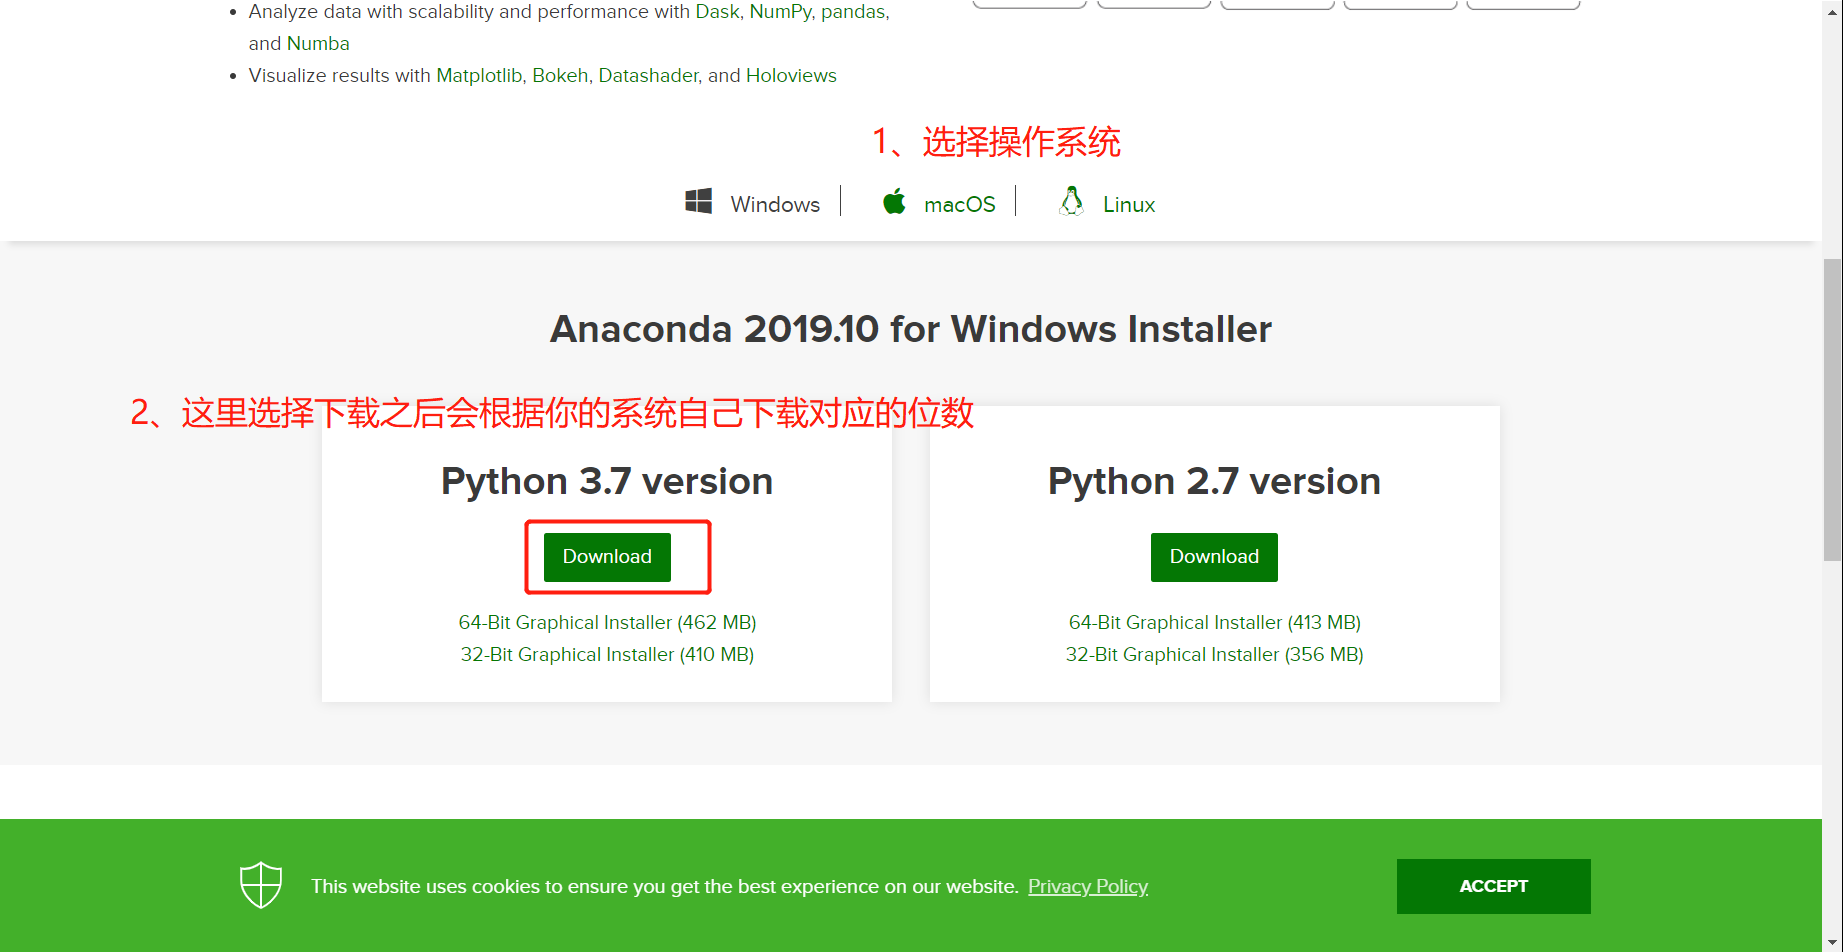 Analyze data with scalability and performance with Dask, NumPy, pandas,
and Numba
Visualize results with Matplotlib, Bokeh, Datashader, and Holoviews
1、选择操作系统
Windows
macOS
Linux
Anaconda 2019.10 for Windows Installer
2、这里选择下载之后会根据你的系统自己下载对应的位数
Python 3.7 version
Download
64-Bit Graphical Installer (462 MB)
32-Bit Graphical Installer (410 MB)
Python 2.7 version
Download
64-Bit Graphical Installer (413 MB)
32-Bit Graphical Installer (356 MB)
This website uses cookies to ensure you get the best experience on our website. Privacy Policy
ACCEPT